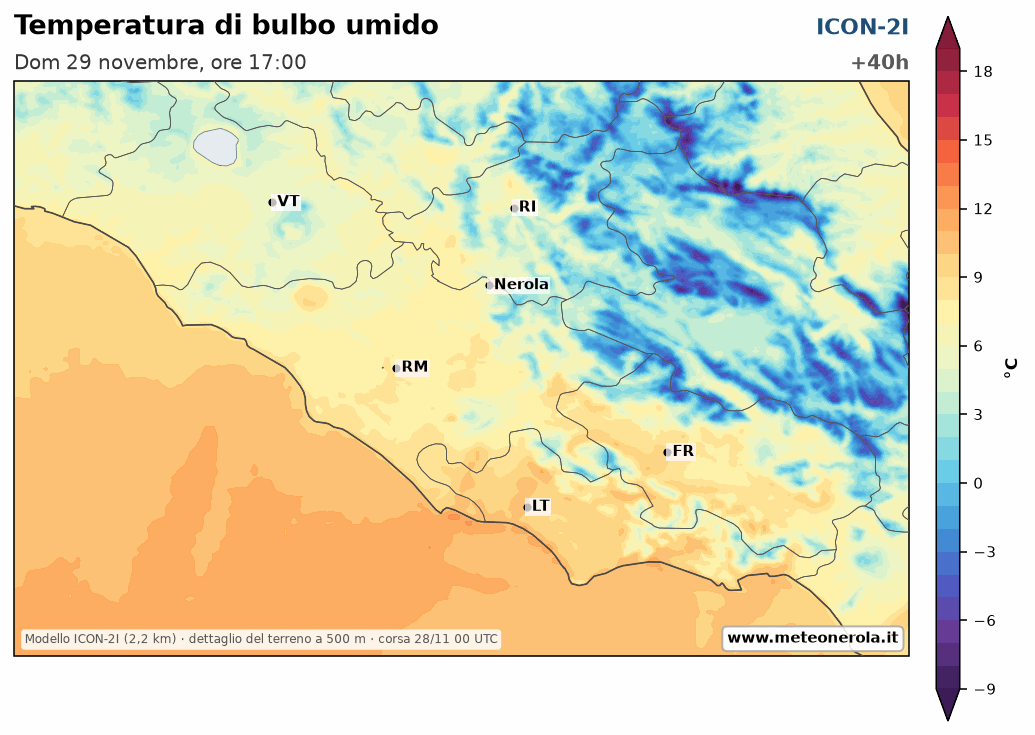 Temperatura di bulbo umido
ICON-2I
Dom 29 novembre, ore 17:00
+40h
VT
RI
Nerola
RM
FR
LT
18
15
12
9
6
3
0
−3
−6
−9
°C
Modello ICON-2I (2,2 km) · dettaglio del terreno a 500 m · corsa 28/11 00 UTC
www.meteonerola.it